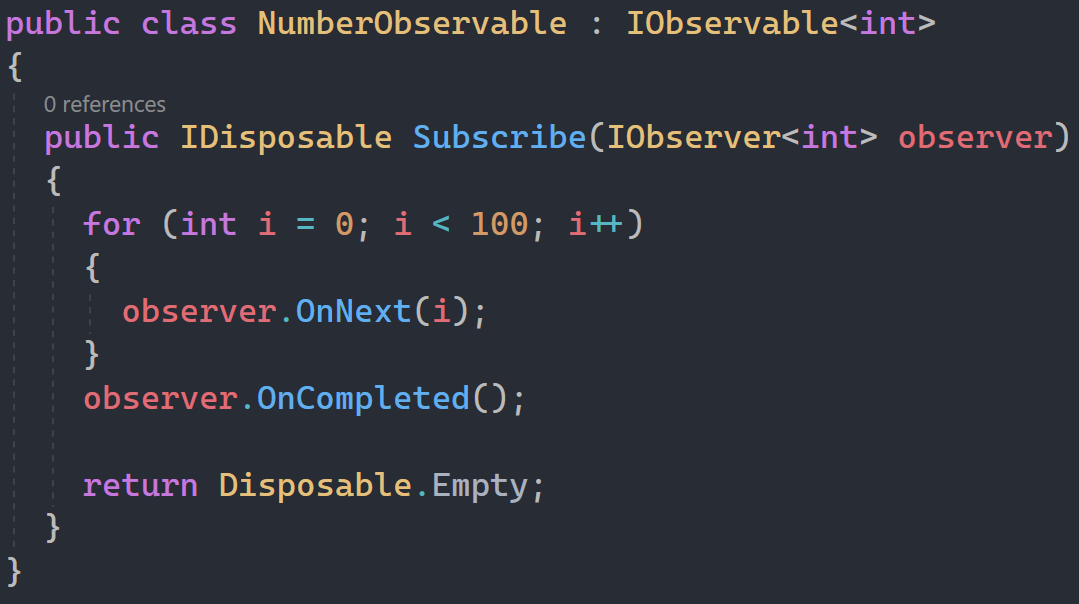 public class NumberObservable : IObservable<int>
{
0 references
public IDisposable Subscribe(IObserver<int> observer)
{
for (int i = 0; i < 100; i++)
{
observer.OnNext(i);
}
observer.OnCompleted();
return Disposable.Empty;
}
}